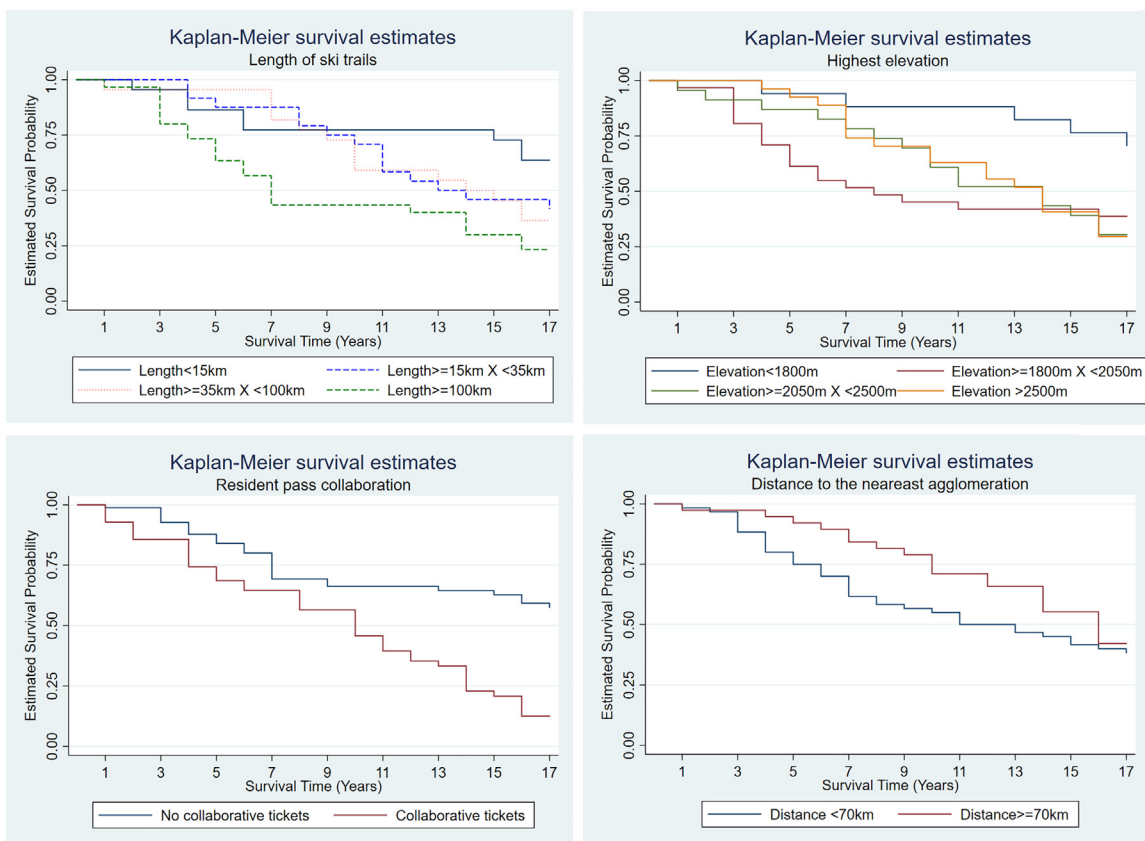 Kaplan-Meier survival estimates
Length of ski trails
Estimated Survival Probability
1.00
0.75
0.50
0.25
0.00
1 3 5 7 9 11 13 15 17
Survival Time (Years)
Length<15km Length>=15km X <35km
Length>=35km X <100km Length>=100km
Kaplan-Meier survival estimates
Highest elevation
Estimated Survival Probability
1.00
0.75
0.50
0.25
0.00
1 3 5 7 9 11 13 15 17
Survival Time (Years)
Elevation<1800m Elevation>=1800m X <2050m
Elevation>=2050m X <2500m Elevation >2500m
Kaplan-Meier survival estimates
Resident pass collaboration
Estimated Survival Probability
1.00
0.75
0.50
0.25
0.00
1 3 5 7 9 11 13 15 17
Survival Time (Years)
No collaborative tickets Collaborative tickets
Kaplan-Meier survival estimates
Distance to the neareast agglomeration
Estimated Survival Probability
1.00
0.75
0.50
0.25
0.00
1 3 5 7 9 11 13 15 17
Survival Time (Years)
Distance <70km Distance>=70km